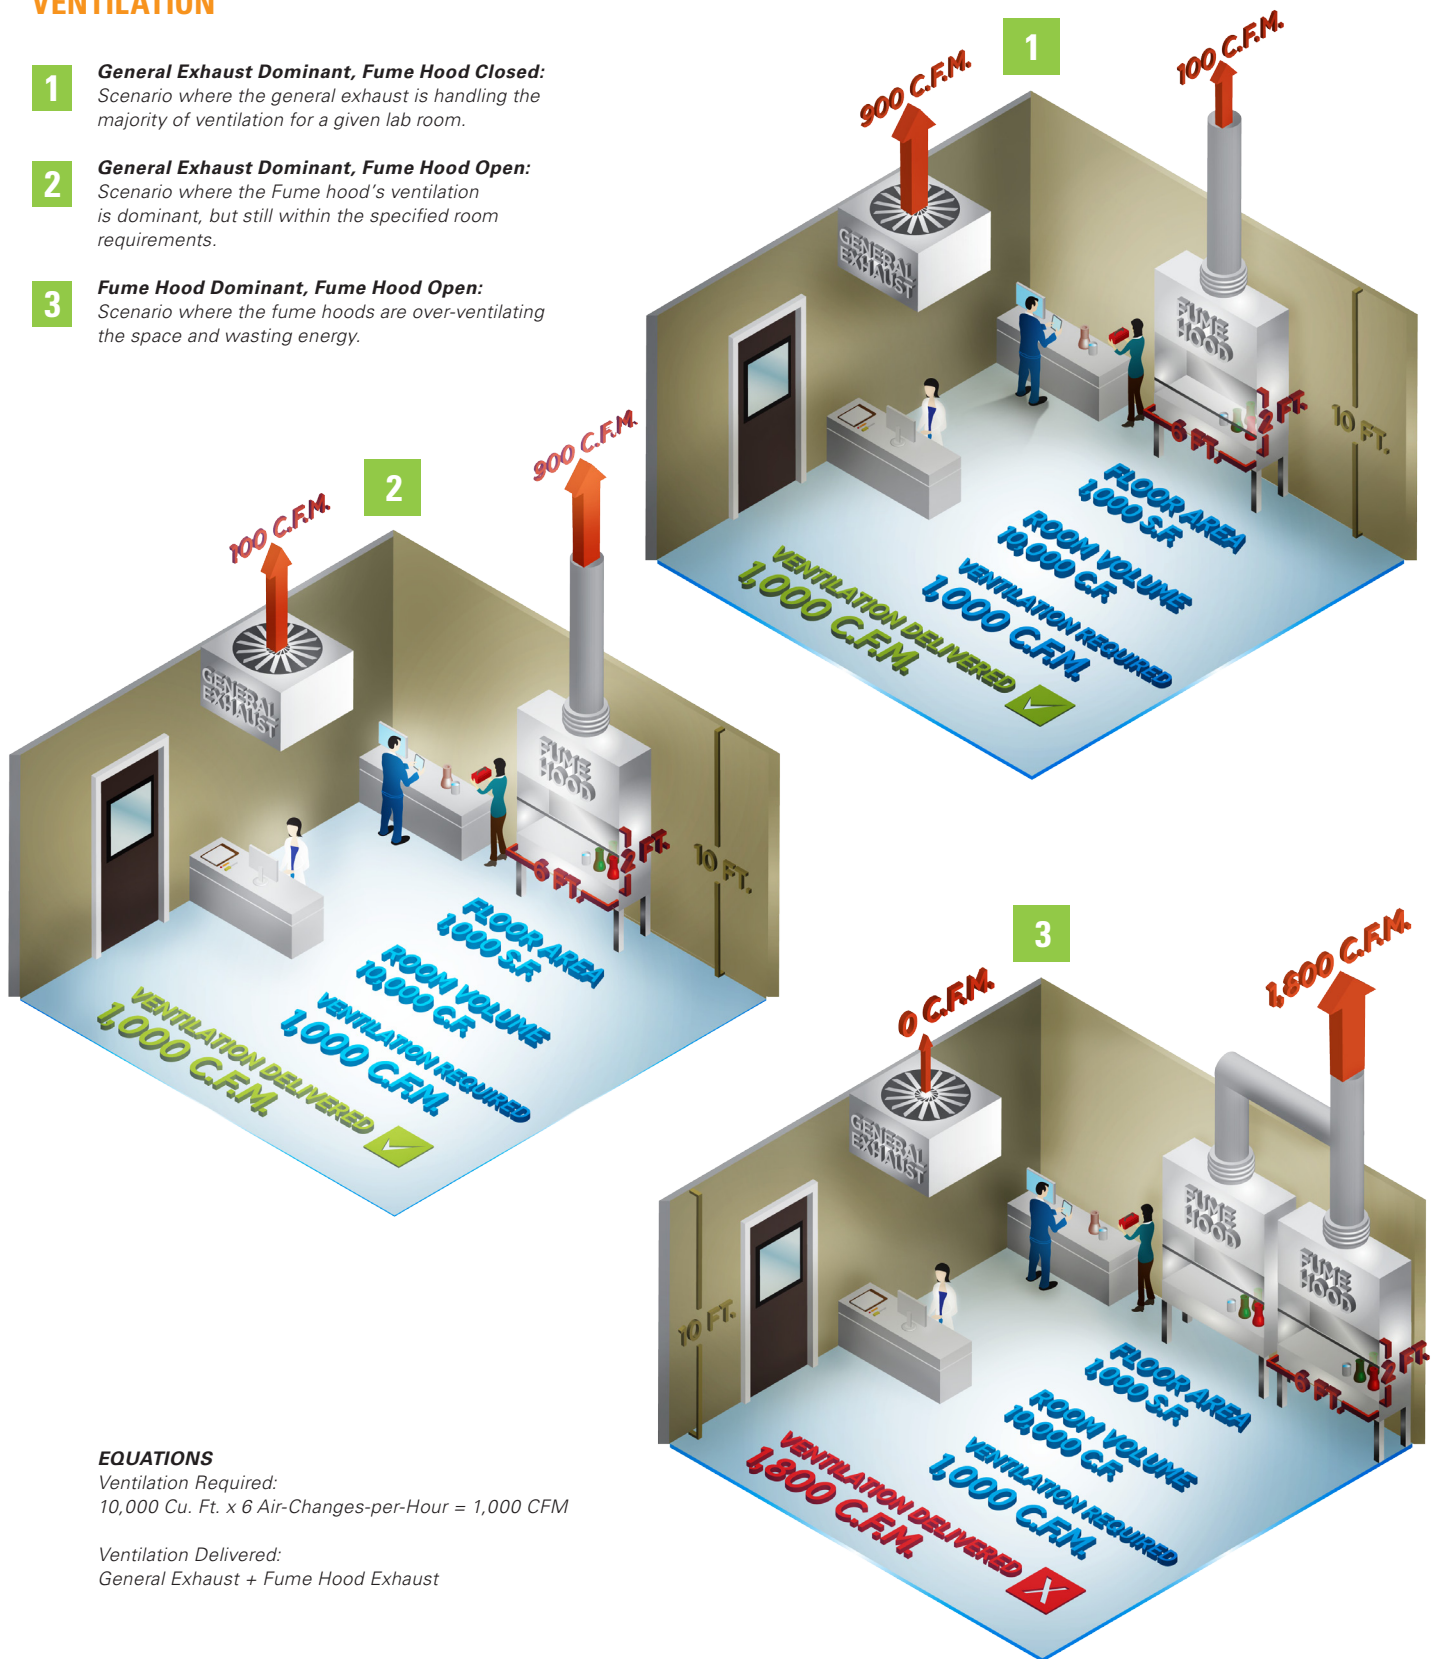 VENTILATION
1
General Exhaust Dominant, Fume Hood Closed:
Scenario where the general exhaust is handling the
majority of ventilation for a given lab room.
2
General Exhaust Dominant, Fume Hood Open:
Scenario where the Fume hood's ventilation
is dominant, but still within the specified room
requirements.
3
Fume Hood Dominant, Fume Hood Open:
Scenario where the fume hoods are over-ventilating
the space and wasting energy.
1
900 C.F.M.
100 C.F.M.
GENERAL
EXHAUST
FUME
HOOD
6 FT.
2 FT.
10 FT.
FLOOR AREA
1,000 S.F.
ROOM VOLUME
10,000 C.F.
VENTILATION REQUIRED
1,000 C.F.M.
VENTILATION DELIVERED
1,000 C.F.M.
2
100 C.F.M.
900 C.F.M.
GENERAL
EXHAUST
FUME
HOOD
6 FT.
2 FT.
10 FT.
FLOOR AREA
1,000 S.F.
ROOM VOLUME
10,000 C.F.
VENTILATION REQUIRED
1,000 C.F.M.
VENTILATION DELIVERED
1,000 C.F.M.
3
0 C.F.M.
1,800 C.F.M.
GENERAL
EXHAUST
FUME
HOOD
FUME
HOOD
10 FT.
6 FT.
2 FT.
FLOOR AREA
1,000 S.F.
ROOM VOLUME
10,000 C.F.
VENTILATION REQUIRED
1,000 C.F.M.
VENTILATION DELIVERED
1,800 C.F.M.
X
EQUATIONS
Ventilation Required:
10,000 Cu. Ft. x 6 Air-Changes-per-Hour = 1,000 CFM
Ventilation Delivered:
General Exhaust + Fume Hood Exhaust